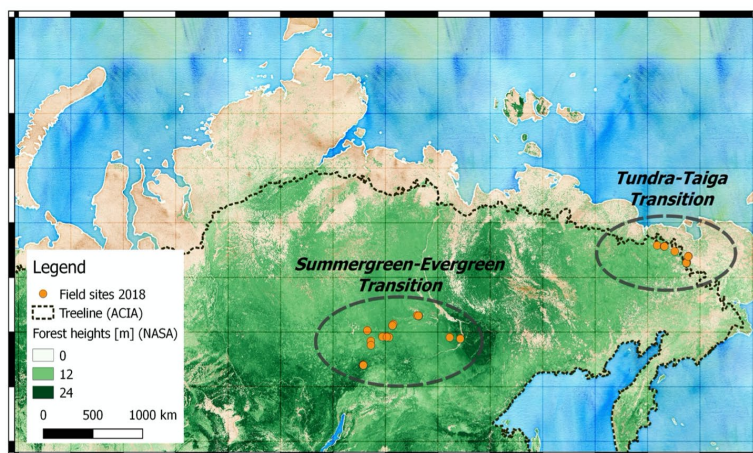 Tundra-Taiga
Transition
Summergreen-Evergreen
Transition
Legend
Field sites 2018
Treeline (ACIA)
Forest heights [m] (NASA)
0
12
24
0 500 1000 km